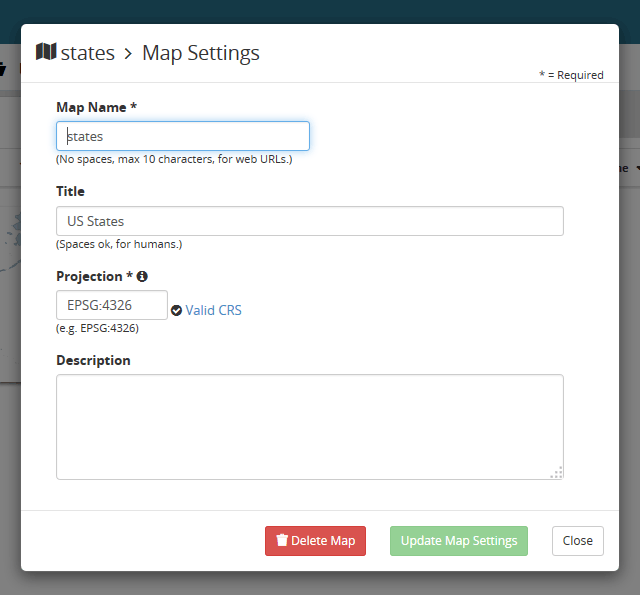 states > Map Settings
* = Required
Map Name *
states
(No spaces, max 10 characters, for web URLs.)
Title
US States
(Spaces ok, for humans.)
Projection *
EPSG:4326 Valid CRS
(e.g. EPSG:4326)
Description
Delete Map Update Map Settings Close